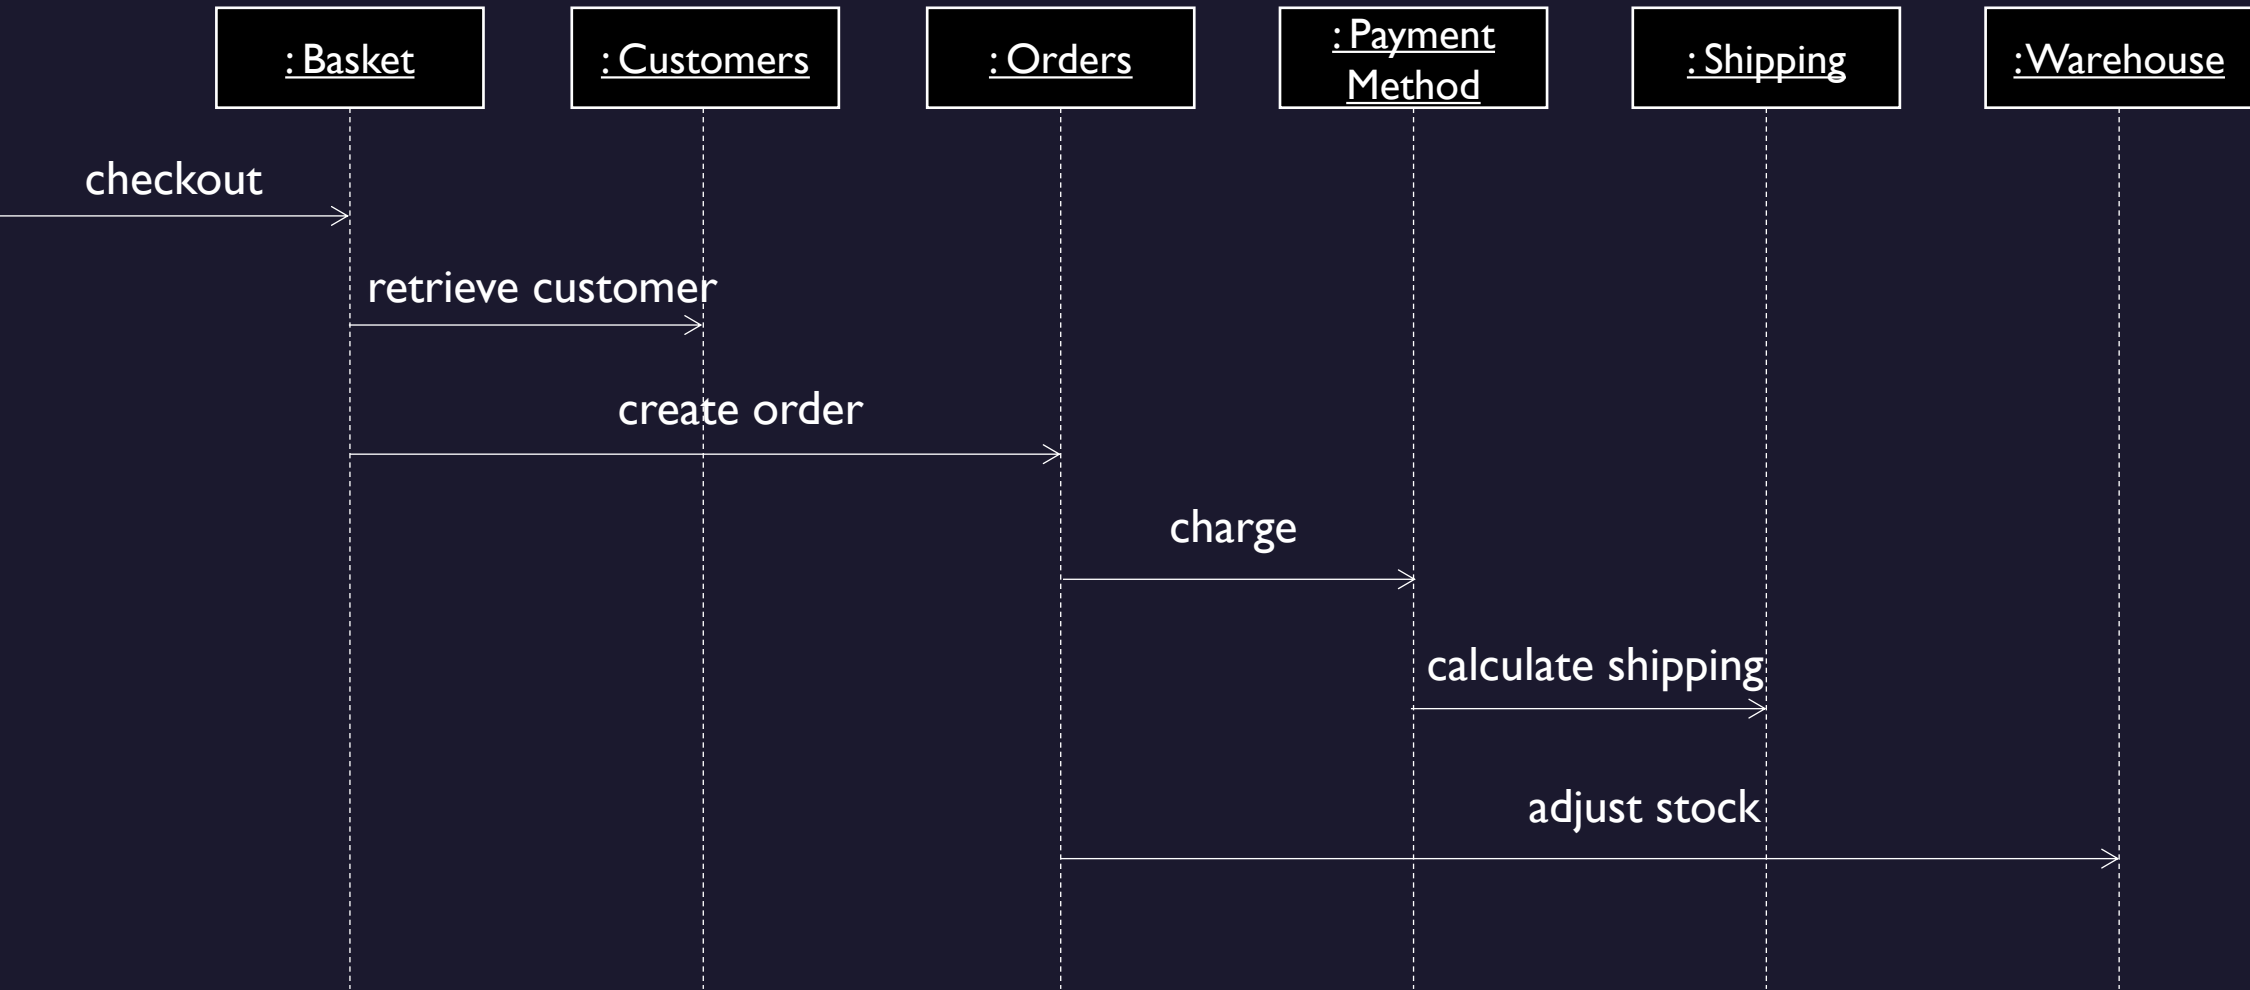 : Basket
: Customers
: Orders
: Payment
Method
: Shipping
: Warehouse
checkout
retrieve customer
create order
charge
calculate shipping
adjust stock